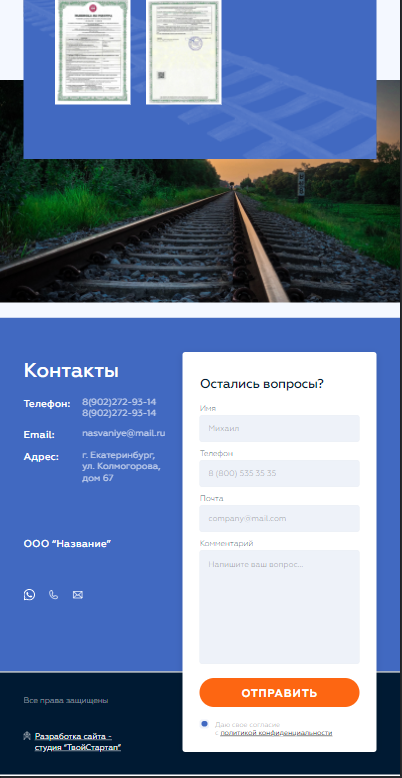 Контакты
Телефон: 8(902)272-93-14
8(902)272-93-14
Email: nasvaniye@mail.ru
Адрес: г. Екатеринбург,
ул. Колмогорова,
дом 67
ООО “Название”
Остались вопросы?
Имя
Михаил
Телефон
8 (800) 535 35 35
Почта
company@mail.com
Комментарий
Напишите ваш вопрос...
ОТПРАВИТЬ
Даю свое согласие
с политикой конфиденциальности
Все права защищены
Разработка сайта -
студия “ТвойСтартап”